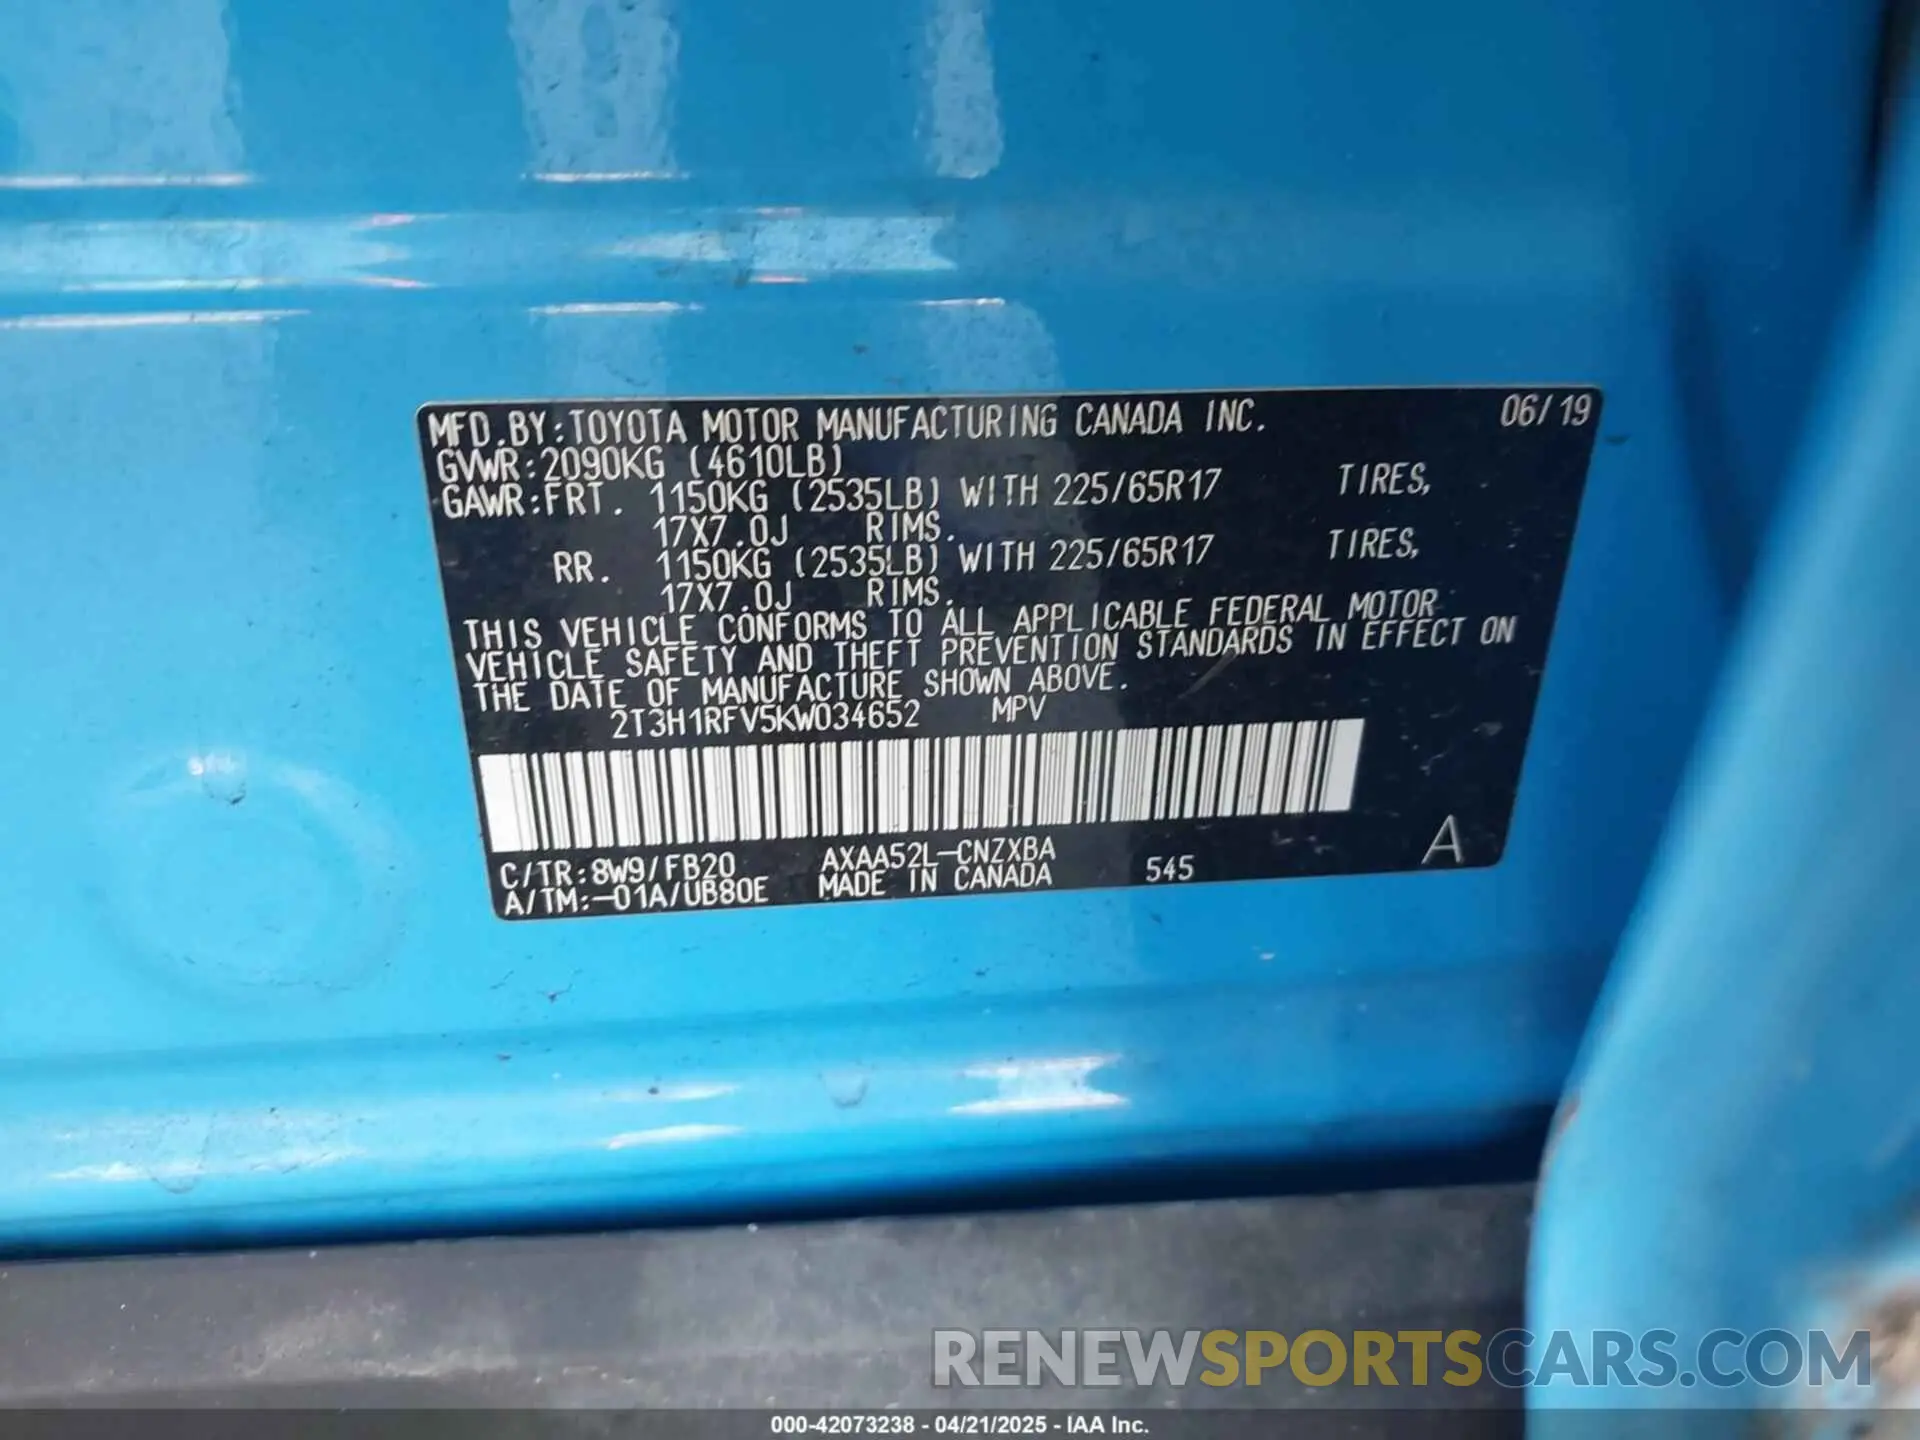 MFD.BY:TOYOTA MOTOR MANUFACTURING CANADA INC. 06/19
GVWR:2090KG (4610LB)
GAWR:FRT. 1150KG (2535LB) WITH 225/65R17 TIRES,
17X7.0J RIMS.
RR. 1150KG (2535LB) WITH 225/65R17 TIRES,
17X7.0J RIMS.
THIS VEHICLE CONFORMS TO ALL APPLICABLE FEDERAL MOTOR
VEHICLE SAFETY AND THEFT PREVENTION STANDARDS IN EFFECT ON
THE DATE OF MANUFACTURE SHOWN ABOVE.
2T3H1RFV5KW034652 MPV
C/TR:8W9/FB20 AXAA52L-CNZXBA 545 A
A/TM:-01A/UB80E MADE IN CANADA
RENEWSPORTSCARS.COM
000-42073238 - 04/21/2025 - IAA Inc.